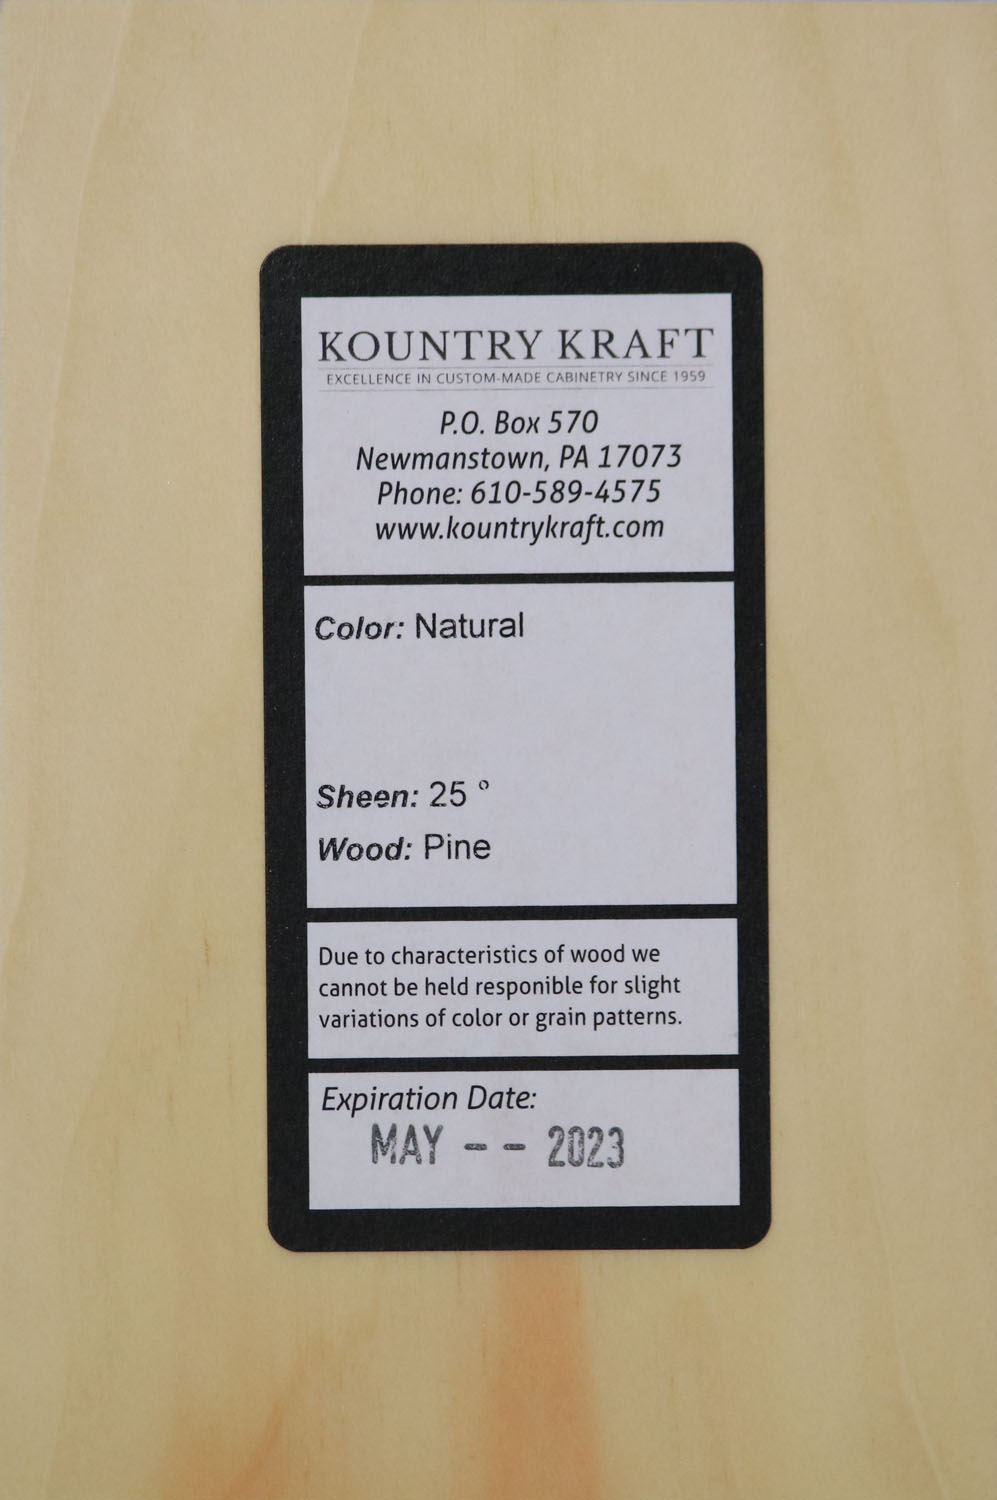 KOUNTRY KRAFT
EXCELLENCE IN CUSTOM-MADE CABINETRY SINCE 1959
P.O. Box 570
Newmanstown, PA 17073
Phone: 610-589-4575
www.kountrykraft.com
Color: Natural
Sheen: 25 °
Wood: Pine
Due to characteristics of wood we
cannot be held responible for slight
variations of color or grain patterns.
Expiration Date:
MAY -- 2023